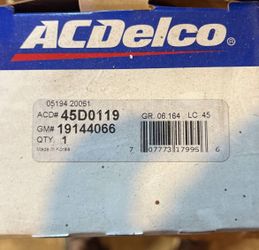 ACDelco®
05194 20061
ACD# 45D0119
GR. 06.164 LC. 45
GM# 19144066
QTY. 1
Made in Korea
7 07773 17995 6